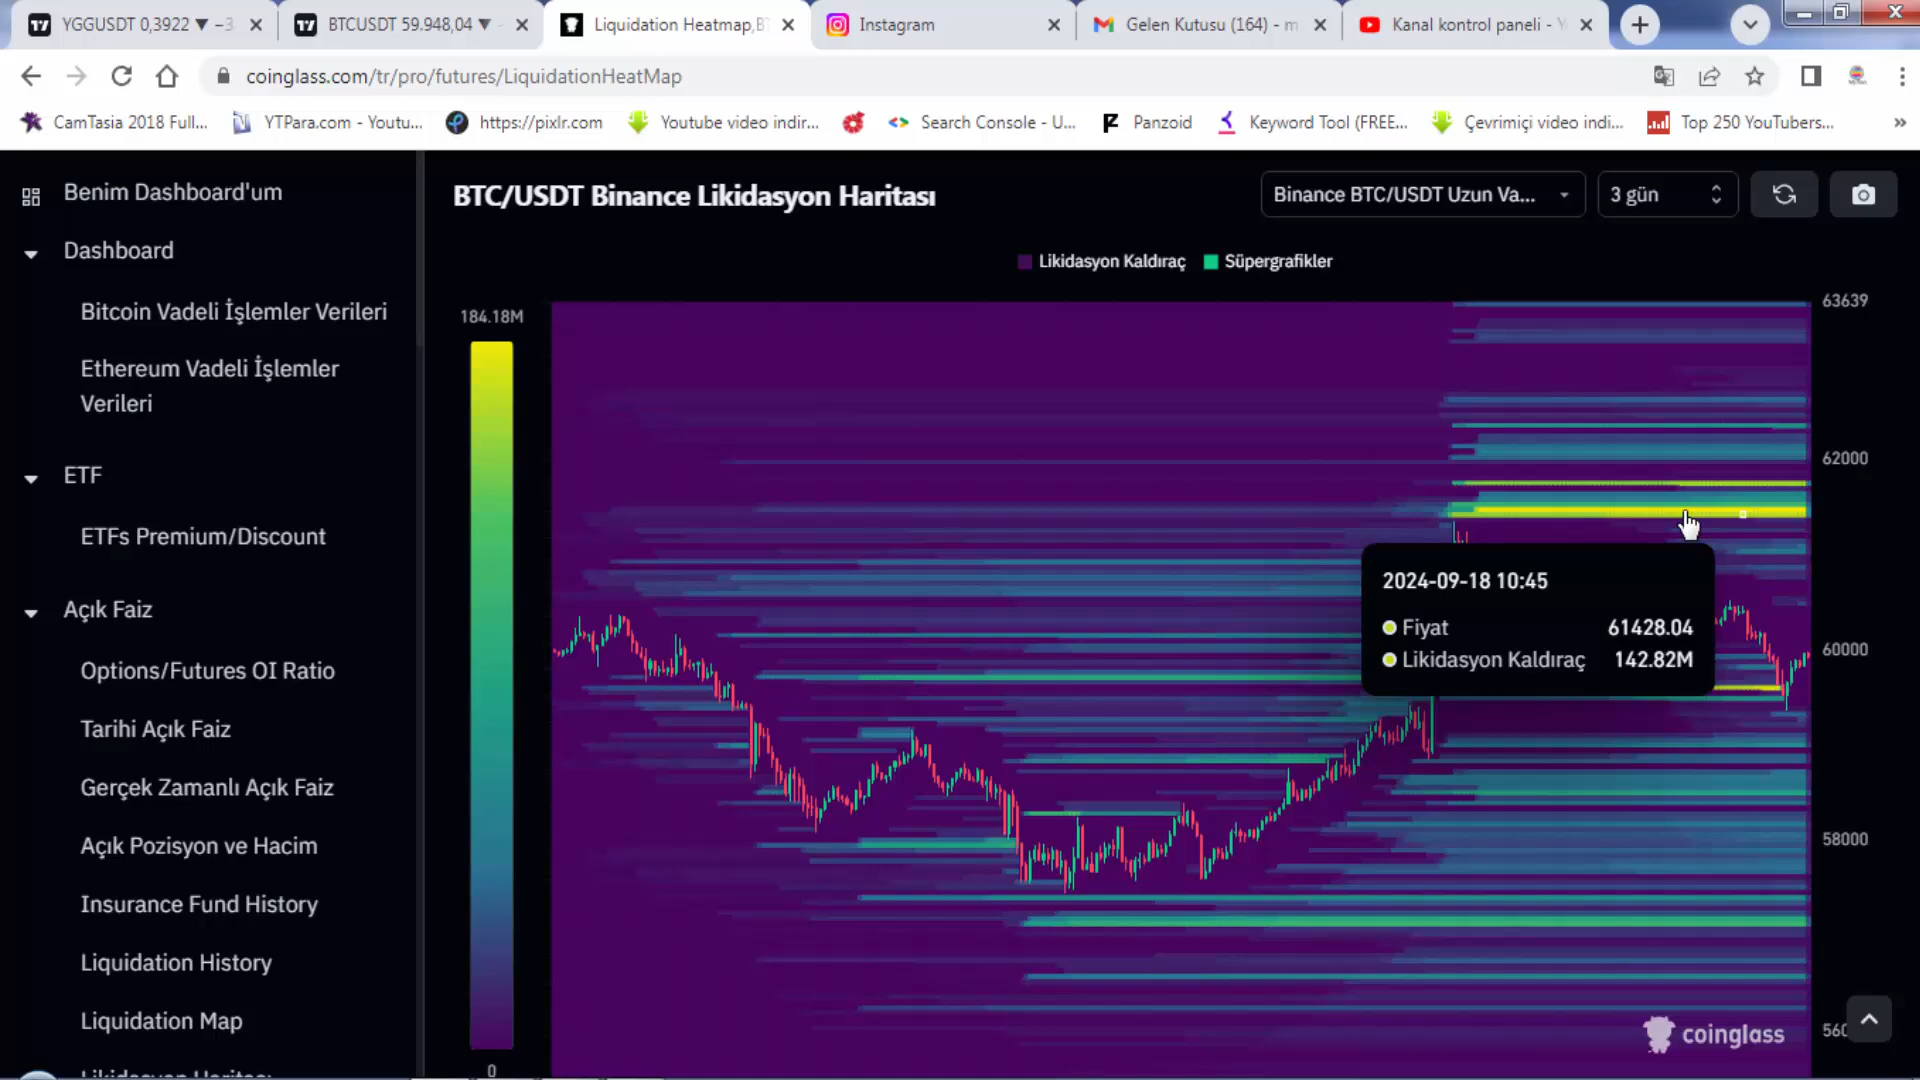 YGGUSDT 0,3922 ▼ −3
BTCUSDT 59.948,04 ▼
Liquidation Heatmap,B
Instagram
Gelen Kutusu (164) - m
Kanal kontrol paneli - Y
coinglass.com/tr/pro/futures/LiquidationHeatMap
CamTasia 2018 Full...
YTPara.com - Youtu...
https://pixlr.com
Youtube video indir...
Search Console - U...
Panzoid
Keyword Tool (FREE...
Çevrimiçi video indi...
Top 250 YouTubers...
»
Benim Dashboard'um
Dashboard
Bitcoin Vadeli İşlemler Verileri
Ethereum Vadeli İşlemler
Verileri
ETF
ETFs Premium/Discount
Açık Faiz
Options/Futures OI Ratio
Tarihi Açık Faiz
Gerçek Zamanlı Açık Faiz
Açık Pozisyon ve Hacim
Insurance Fund History
Liquidation History
Liquidation Map
Likidasyon Haritası
BTC/USDT Binance Likidasyon Haritası
Binance BTC/USDT Uzun Va...
3 gün
Likidasyon Kaldıraç
Süpergrafikler
184.18M
0
63639
62000
60000
58000
560
2024-09-18 10:45
Fiyat 61428.04
Likidasyon Kaldıraç 142.82M
coinglass